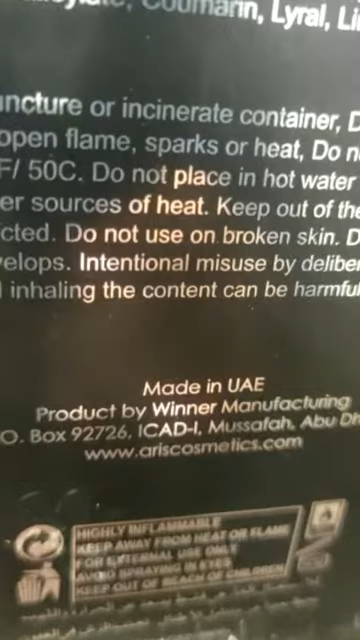 Coumarin, Lyral, Li
uncture or incinerate container, D
open flame, sparks or heat, Do n
F/ 50C. Do not place in hot water
er sources of heat. Keep out of the
cted. Do not use on broken skin. D
velops. Intentional misuse by deliber
inhaling the content can be harmful
Made in UAE
Product by Winner Manufacturing
O. Box 92726, ICAD-I, Mussafah, Abu Dh
www.ariscosmetics.com
HIGHLY INFLAMMABLE
KEEP AWAY FROM HEAT OR FLAME
FOR EXTERNAL USE ONLY
AVOID SPRAYING IN EYES
KEEP OUT OF REACH OF CHILDREN